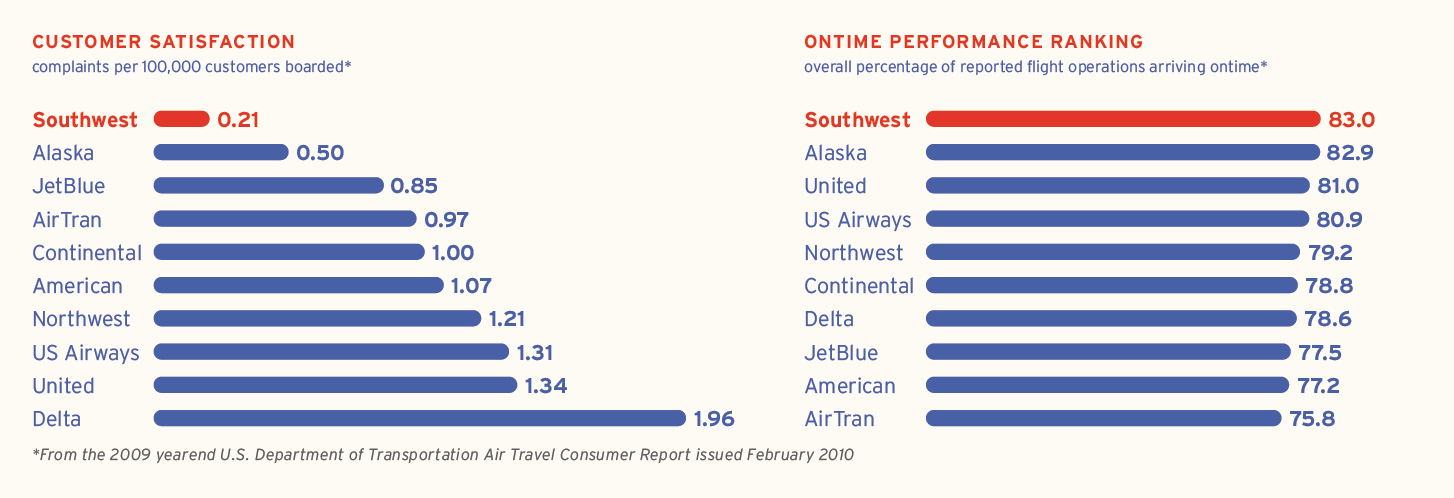 CUSTOMER SATISFACTION
complaints per 100,000 customers boarded*
Southwest 0.21
Alaska 0.50
JetBlue 0.85
AirTran 0.97
Continental 1.00
American 1.07
Northwest 1.21
US Airways 1.31
United 1.34
Delta 1.96
ONTIME PERFORMANCE RANKING
overall percentage of reported flight operations arriving ontime*
Southwest 83.0
Alaska 82.9
United 81.0
US Airways 80.9
Northwest 79.2
Continental 78.8
Delta 78.6
JetBlue 77.5
American 77.2
AirTran 75.8
*From the 2009 yearend U.S. Department of Transportation Air Travel Consumer Report issued February 2010